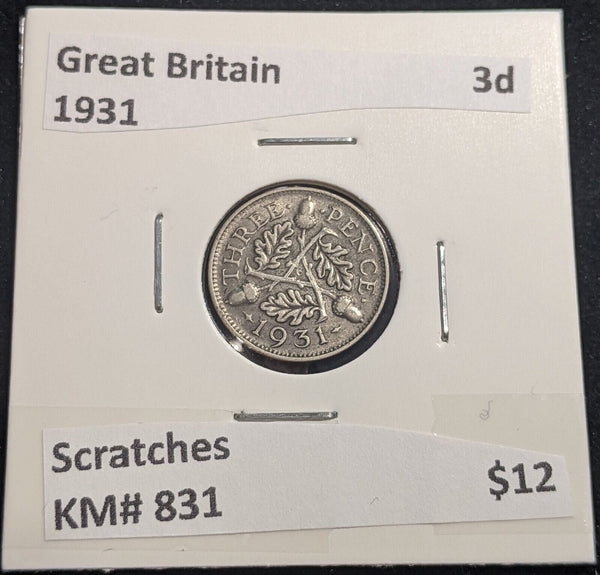 Great Britain 3d
1931
THREE · PENCE ·
1931
Scratches
KM# 831 $12